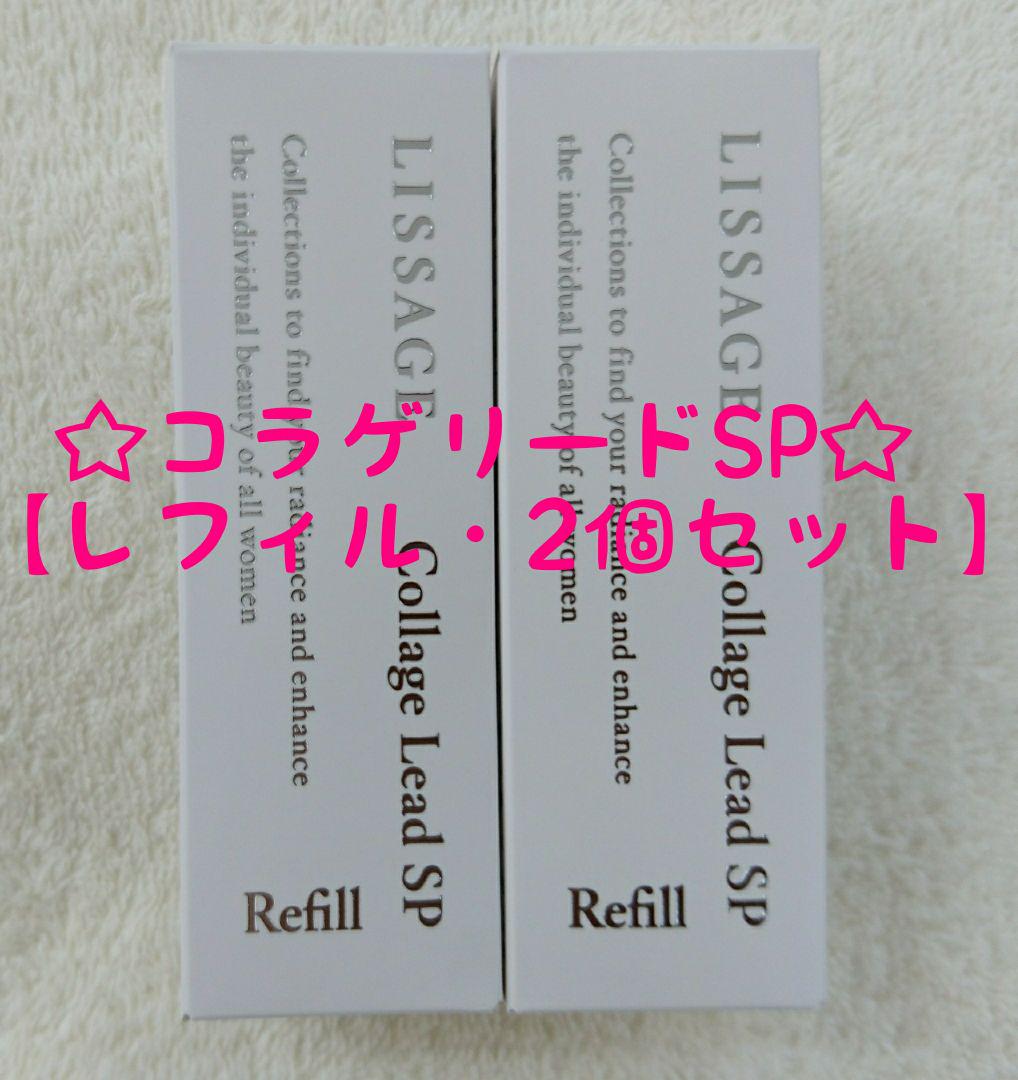 LISSAGE Collage Lead SP
Collections to find your radiance and enhance
the individual beauty of all women
Refill
LISSAGE Collage Lead SP
Collections to find your radiance and enhance
the individual beauty of all women
Refill
☆コラゲリードSP☆
【レフィル・2個セット】